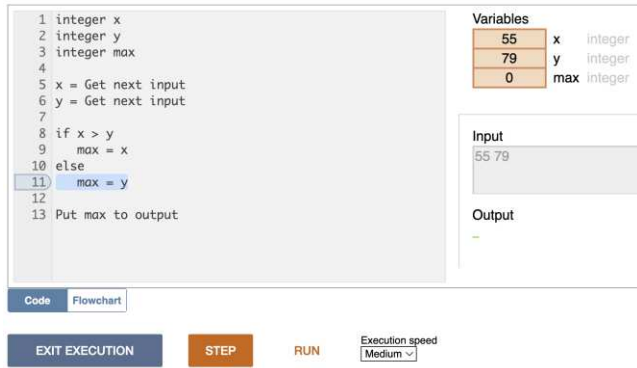 1 integer x
2 integer y
3 integer max
4
5 x = Get next input
6 y = Get next input
7
8 if x > y
9    max = x
10 else
11    max = y
12
13 Put max to output
Variables
55 x integer
79 y integer
0 max integer
Input
55 79
Output
Code Flowchart
EXIT EXECUTION STEP RUN
Execution speed
Medium